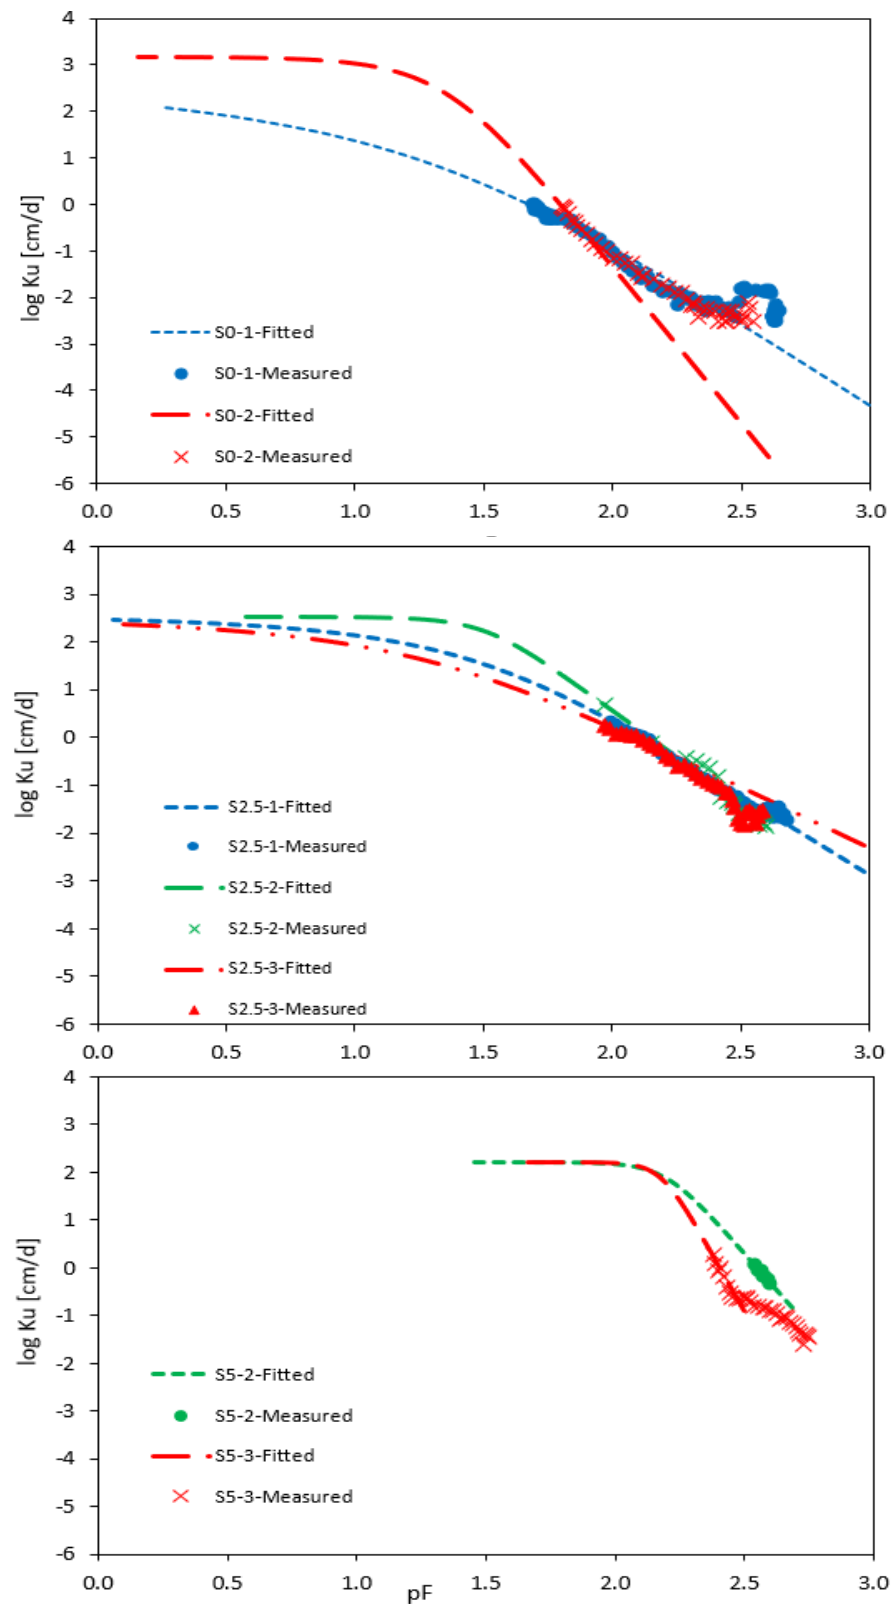 4
3
2
1
0
-1
-2
-3
-4
-5
-6
log Ku [cm/d]
S0-1-Fitted
S0-1-Measured
S0-2-Fitted
S0-2-Measured
0.0 0.5 1.0 1.5 2.0 2.5 3.0
4
3
2
1
0
-1
-2
-3
-4
-5
-6
log Ku [cm/d]
S2.5-1-Fitted
S2.5-1-Measured
S2.5-2-Fitted
S2.5-2-Measured
S2.5-3-Fitted
S2.5-3-Measured
0.0 0.5 1.0 1.5 2.0 2.5 3.0
4
3
2
1
0
-1
-2
-3
-4
-5
-6
log Ku [cm/d]
S5-2-Fitted
S5-2-Measured
S5-3-Fitted
S5-3-Measured
0.0 0.5 1.0 1.5 2.0 2.5 3.0
pF